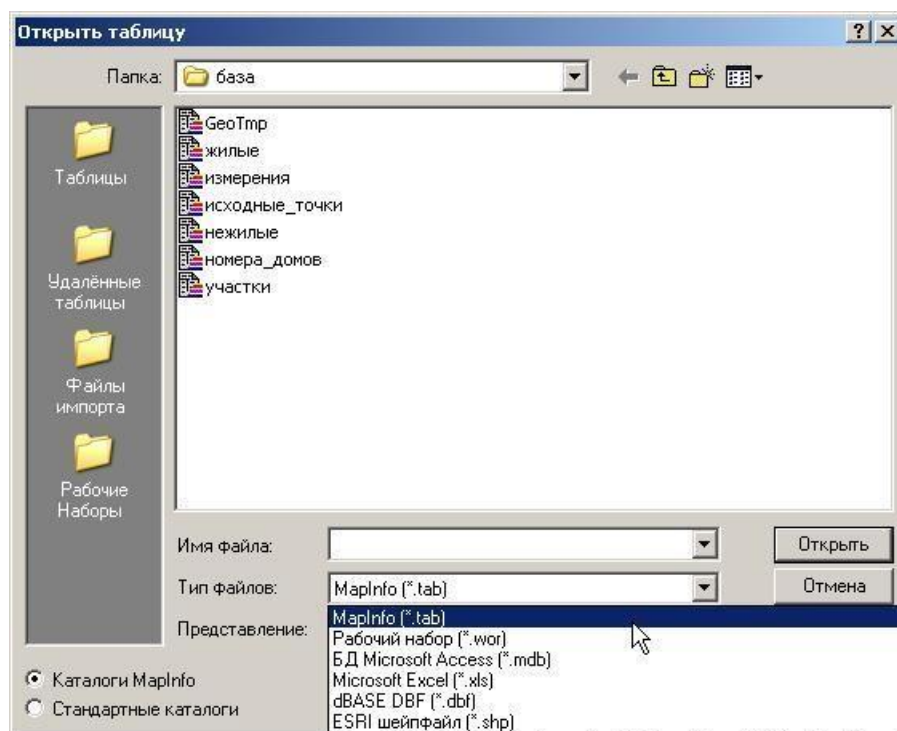 Открыть таблицу
Папка: база
GeoTmp
жилые
измерения
исходные_точки
нежилые
номера_домов
участки
Таблицы
Удалённые
таблицы
Файлы
импорта
Рабочие
Наборы
Имя файла:
Открыть
Тип файлов: MapInfo (*.tab)
Отмена
Представление:
MapInfo (*.tab)
Рабочий набор (*.wor)
БД Microsoft Access (*.mdb)
Microsoft Excel (*.xls)
dBASE DBF (*.dbf)
ESRI шейпфайл (*.shp)
Каталоги MapInfo
Стандартные каталоги